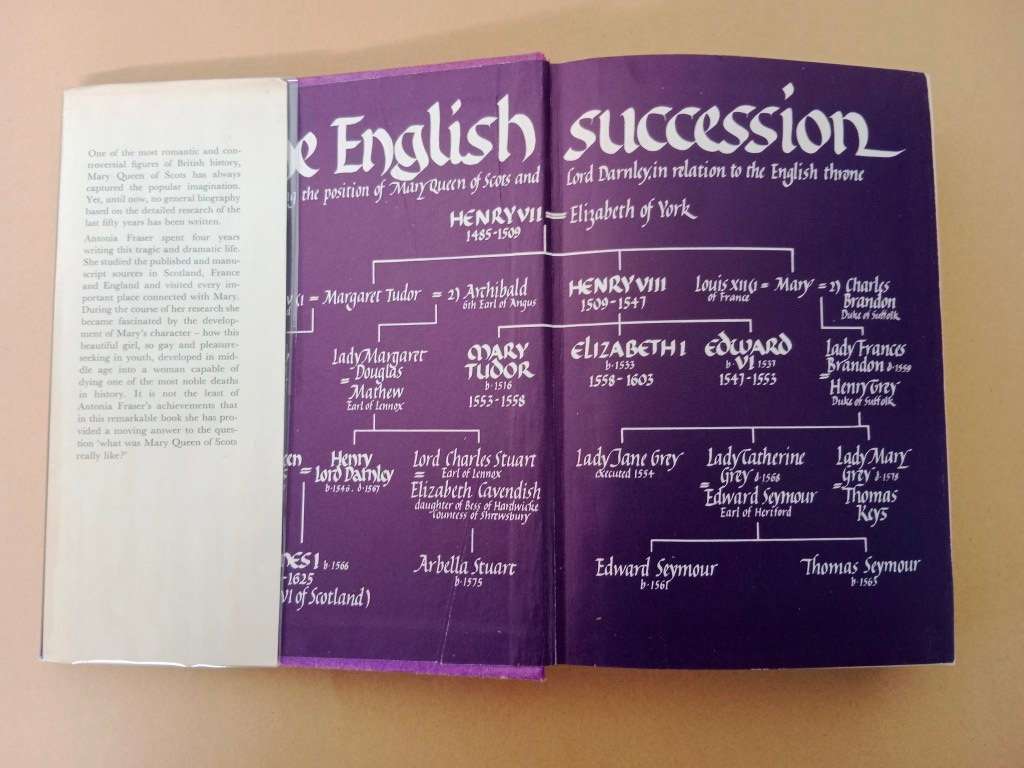 One of the most romantic and con-
troversial figures of British history,
Mary Queen of Scots has always
captured the popular imagination.
Yet, until now, no general biography
based on the detailed research of the
last fifty years has been written.
Antonia Fraser spent four years
writing this tragic and dramatic life.
She studied the published and manu-
script sources in Scotland, France
and England and visited every im-
portant place connected with Mary.
During the course of her research she
became fascinated by the develop-
ment of Mary's character – how this
beautiful girl, so gay and pleasure-
seeking in youth, developed in mid-
dle age into a woman capable of
dying one of the most noble deaths
in history. It is not the least of
Antonia Fraser's achievements that
in this remarkable book she has pro-
vided a moving answer to the ques-
tion 'what was Mary Queen of Scots
really like?'
e English succession
g the position of Mary Queen of Scots and Lord Darnley, in relation to the English throne
HENRY VII = Elizabeth of York
1485-1509
= Margaret Tudor = 2) Archibald
6th Earl of Angus
HENRY VIII
1509-1547
Louis XII (1 = Mary = 2) Charles
of France
Brandon
Duke of Suffolk
Lady Margaret
Douglas
=
Mathew
Earl of Lennox
MARY
TUDOR
b·1516
1553-1558
ELIZABETH I
b·1533
1558-1603
EDWARD
VI
b· 1537
1547-1553
Lady Frances
Brandon d·1559
=
Henry Grey
Duke of Suffolk
een
=
Henry
Lord Darnley
b·1546. d·1567
Lord Charles Stuart
= Earl of Lennox
Elizabeth Cavendish
daughter of Bess of Hardwicke
Countess of Shrewsbury
Lady Jane Grey
executed 1554
Lady Catherine
Grey d·1568
=
Edward Seymour
Earl of Hertford
Lady Mary
Grey d·1578
=
Thomas
Keys
MES I b·1566
-1625
VI of Scotland)
Arbella Stuart
b·1575
Edward Seymour
b·1561
Thomas Seymour
b·1563